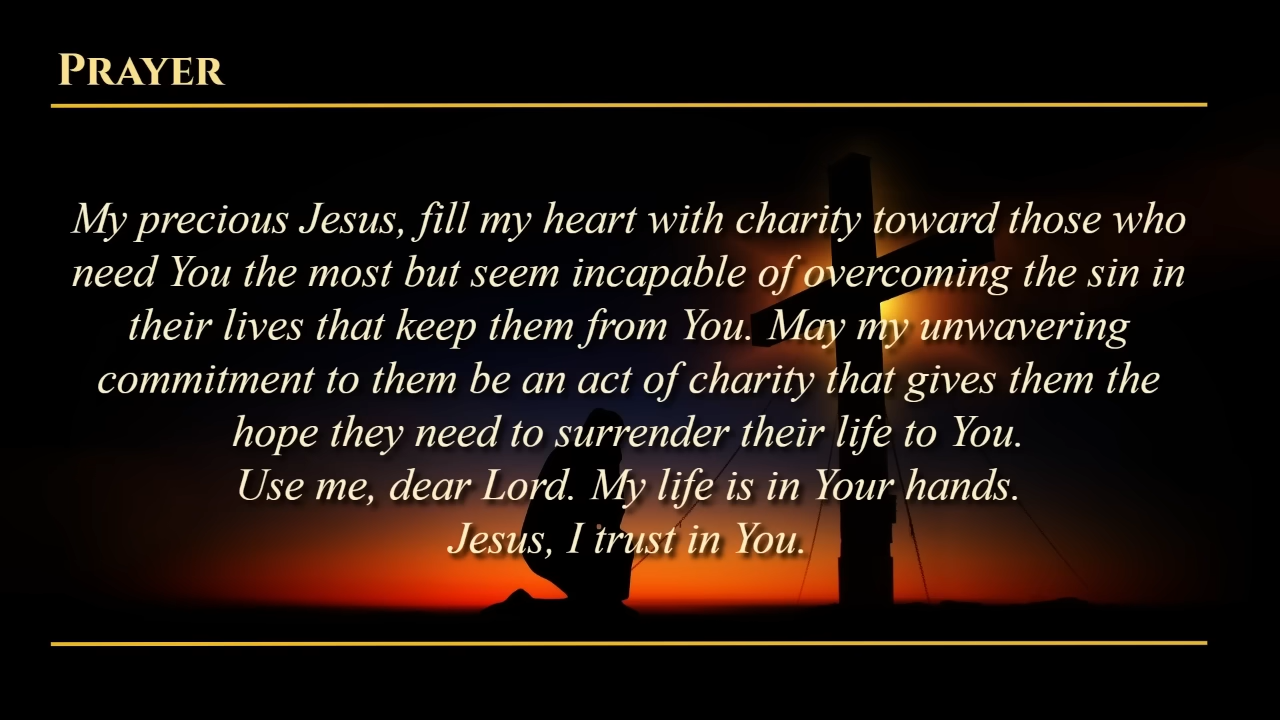 PRAYER
My precious Jesus, fill my heart with charity toward those who
need You the most but seem incapable of overcoming the sin in
their lives that keep them from You. May my unwavering
commitment to them be an act of charity that gives them the
hope they need to surrender their life to You.
Use me, dear Lord. My life is in Your hands.
Jesus, I trust in You.